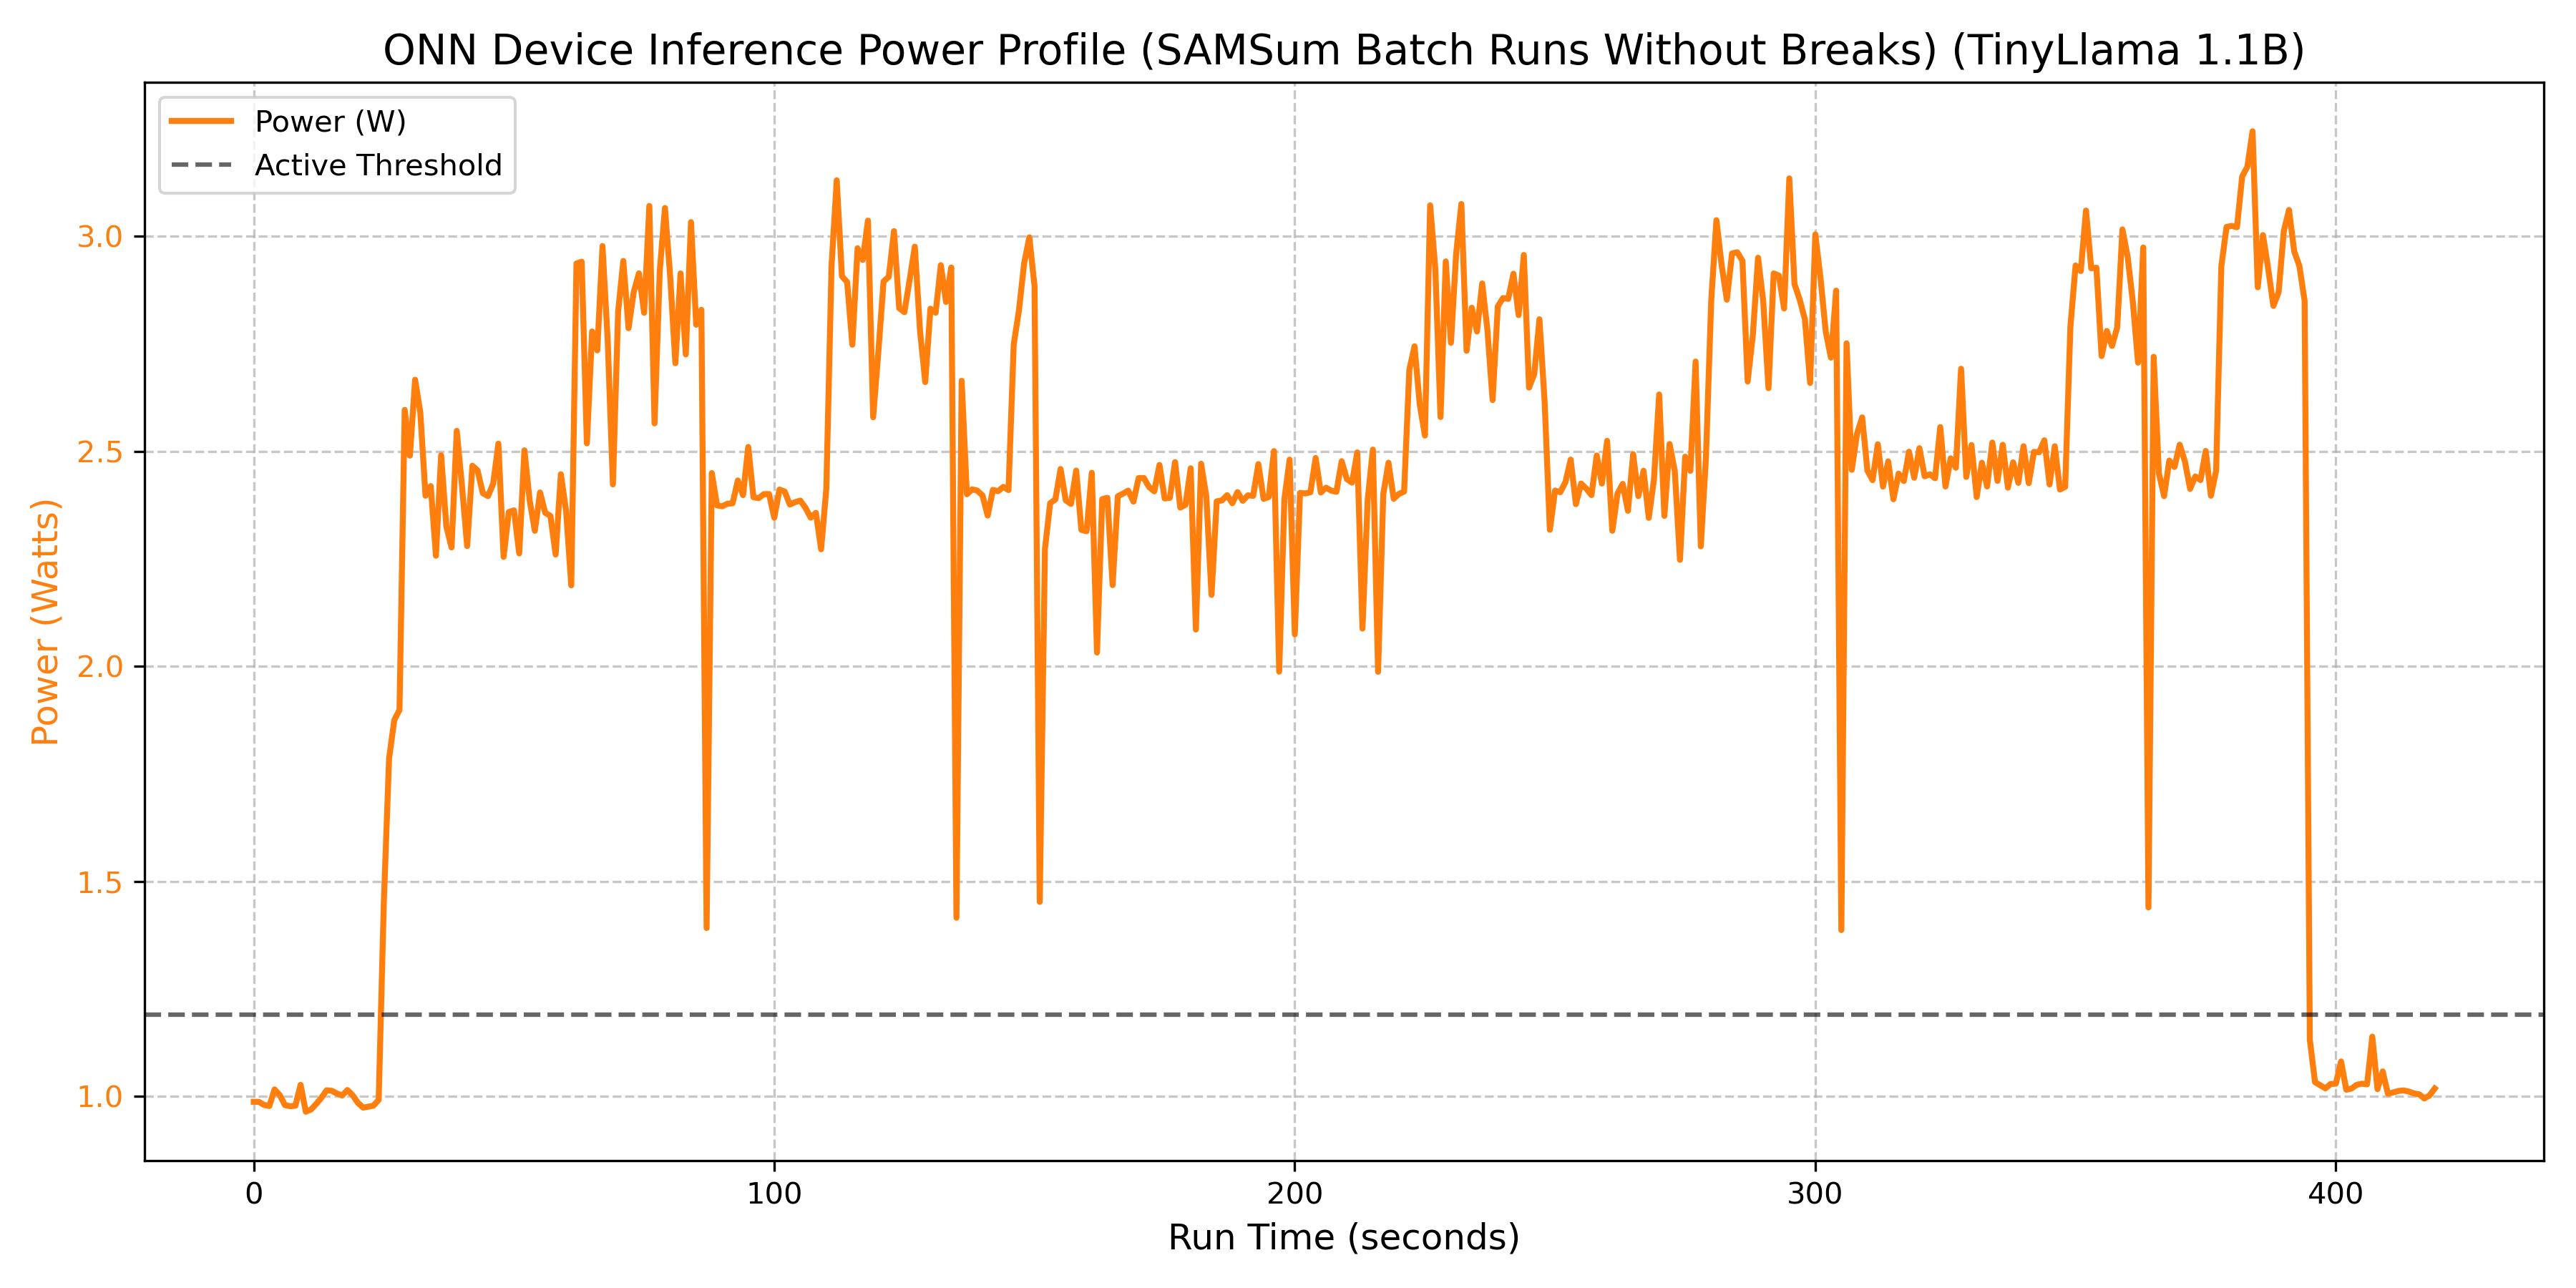 ONN Device Inference Power Profile (SAMSum Batch Runs Without Breaks) (TinyLlama 1.1B)
Power (W)
Active Threshold
Power (Watts)
3.0
2.5
2.0
1.5
1.0
0 100 200 300 400
Run Time (seconds)